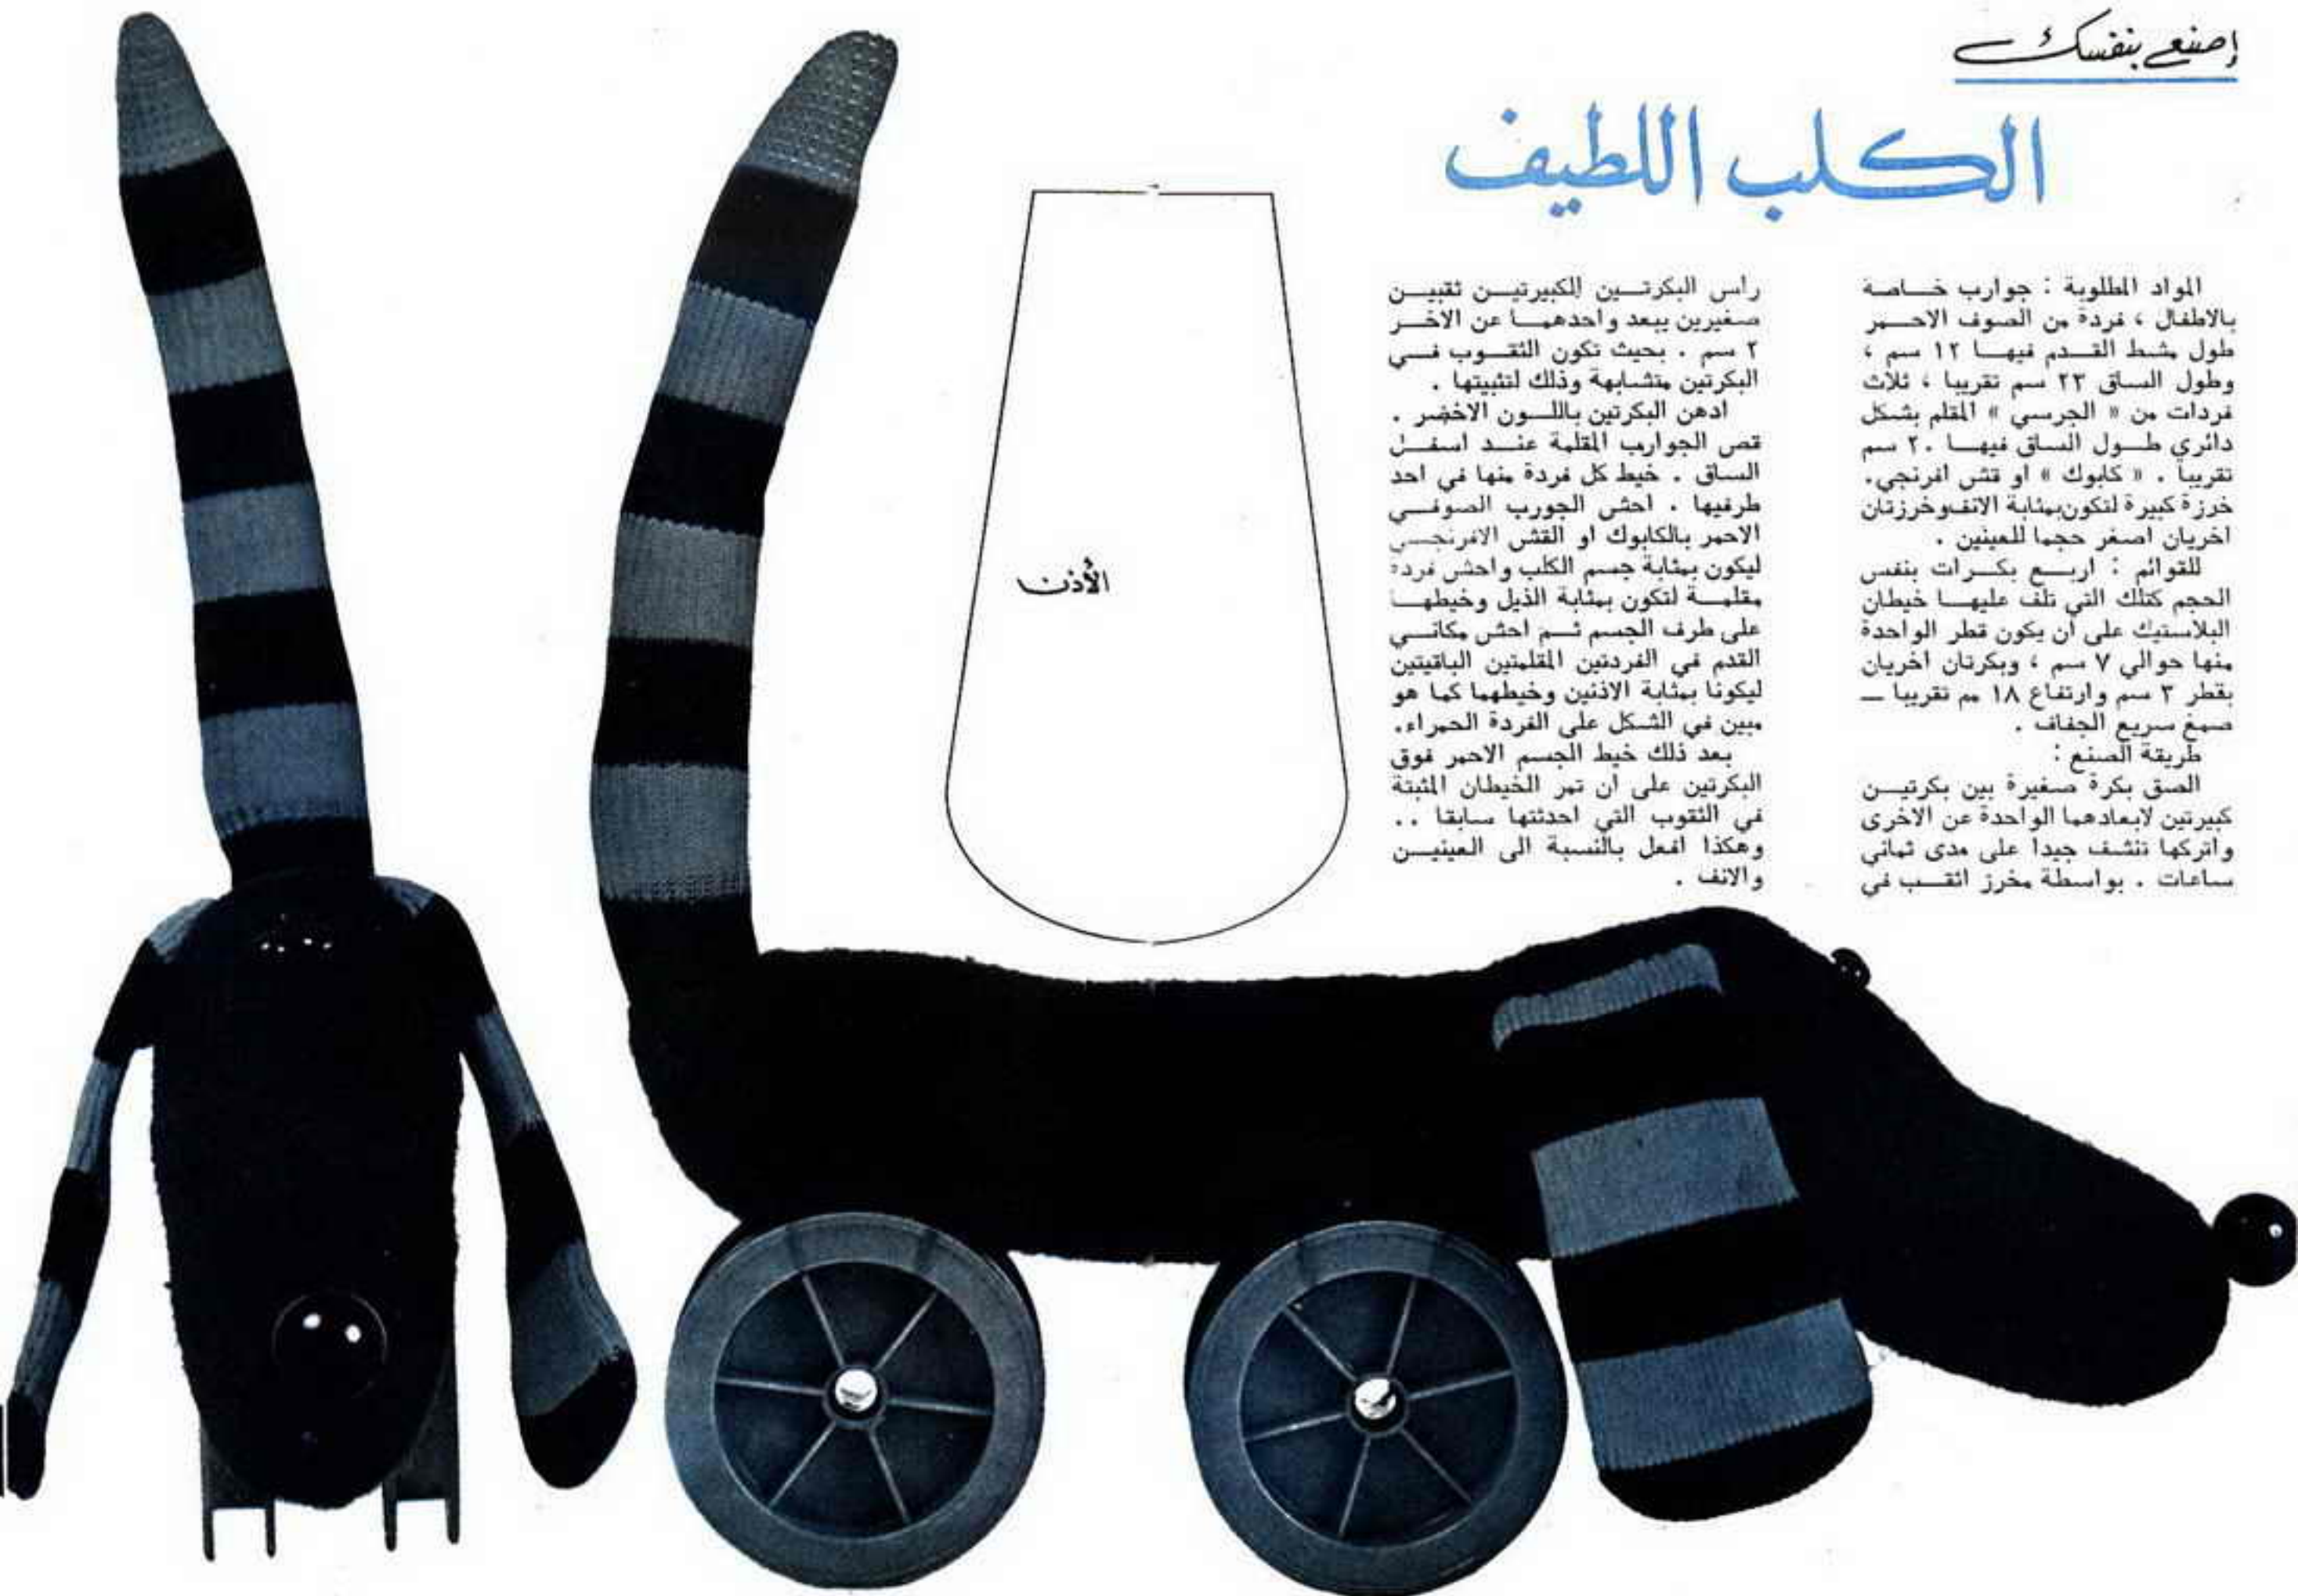 إصنع بنفسك
الكلب اللطيف
المواد المطلوبة : جوارب خاصة
بالاطفال ، فردة من الصوف الاحمر
طول مشط القدم فيها ١٢ سم ،
وطول الساق ٢٣ سم تقريبا ، ثلاث
فردات من « الجرسي » المقلم بشكل
دائري طول الساق فيها ٢٠ سم
تقريبا . « كابوك » او قش افرنجي.
خرزة كبيرة لتكون بمثابة الانف وخرزتان
اخريان اصغر حجما للعينين .
للقوائم : اربع بكرات بنفس
الحجم كتلك التي تلف عليها خيطان
البلاستيك على ان يكون قطر الواحدة
منها حوالي ٧ سم ، وبكرتان اخريان
بقطر ٣ سم وارتفاع ١٨ مم تقريبا —
صمغ سريع الجفاف .
طريقة الصنع :
الصق بكرة صغيرة بين بكرتين
كبيرتين لابعادهما الواحدة عن الاخرى
واتركها تنشف جيدا على مدى ثماني
ساعات . بواسطة مخرز اثقب في
راس البكرتين الكبيرتين ثقبين
صغيرين يبعد واحدهما عن الاخر
٢ سم . بحيث تكون الثقوب في
البكرتين متشابهة وذلك لتثبيتها .
ادهن البكرتين باللون الاخضر .
قص الجوارب المقلمة عند اسفل
الساق . خيط كل فردة منها في احد
طرفيها . احشي الجورب الصوفي
الاحمر بالكابوك او القش الافرنجي
ليكون بمثابة جسم الكلب واحش فردة
مقلمة لتكون بمثابة الذيل وخيطها
على طرف الجسم ثم احش مكاني
القدم في الفردتين المقلمتين الباقيتين
ليكونا بمثابة الاذنين وخيطهما كما هو
مبين في الشكل على الفردة الحمراء.
بعد ذلك خيط الجسم الاحمر فوق
البكرتين على ان تمر الخيطان المثبتة
في الثقوب التي احدثتها سابقا ..
وهكذا افعل بالنسبة الى العينين
والانف .
الأذن